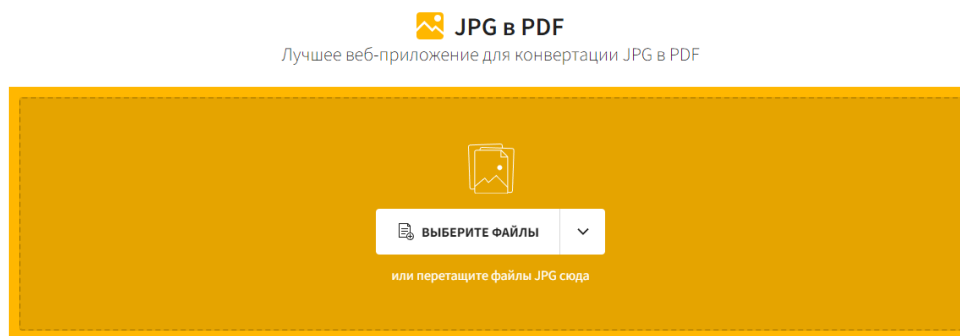 JPG в PDF
Лучшее веб-приложение для конвертации JPG в PDF
ВЫБЕРИТЕ ФАЙЛЫ
или перетащите файлы JPG сюда